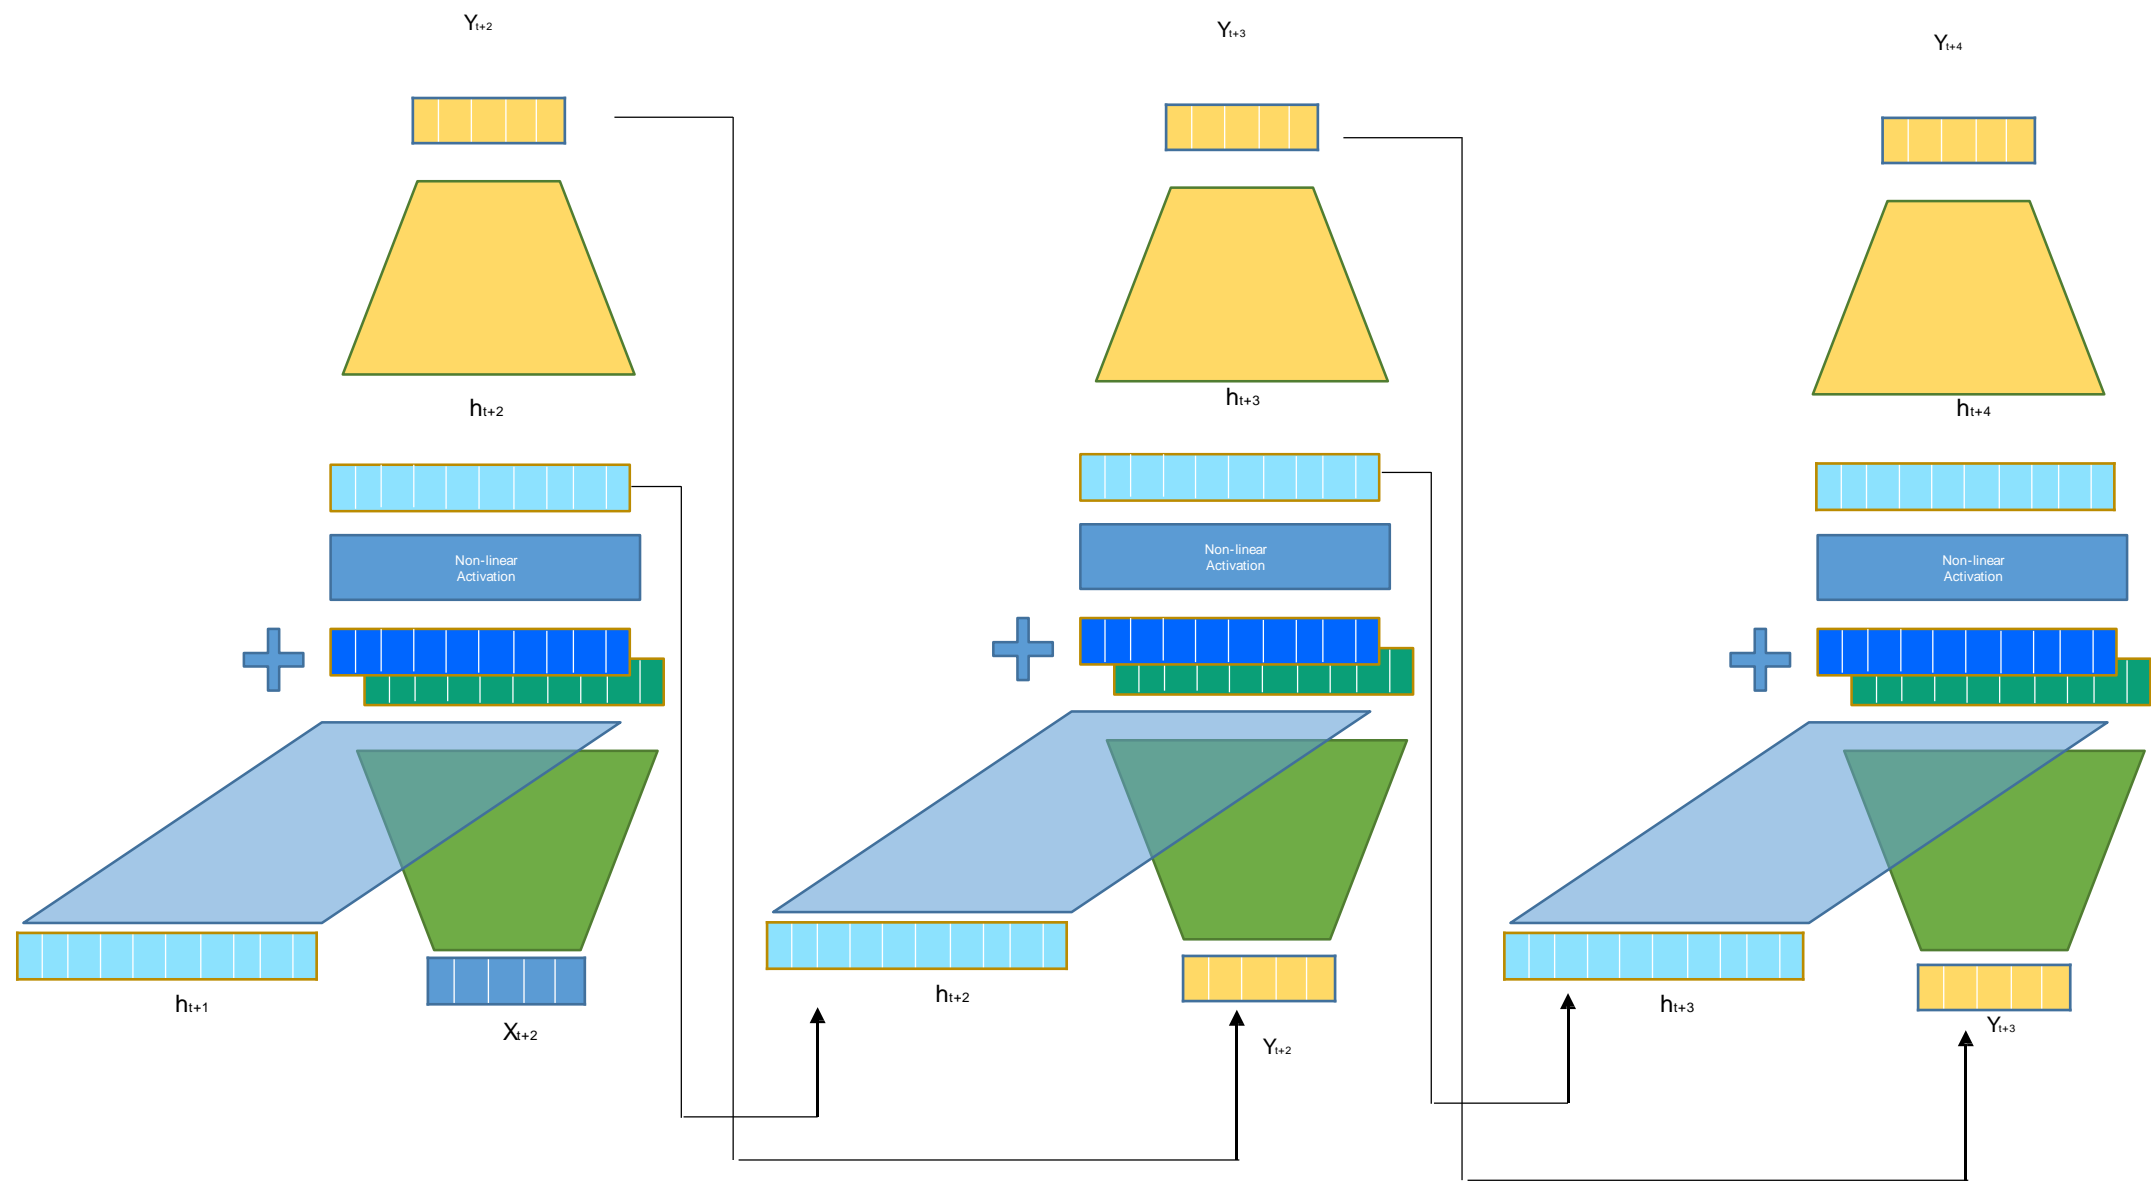 Yt+2
Yt+3
Yt+4
ht+2
ht+3
ht+4
Non-linear
Activation
Non-linear
Activation
Non-linear
Activation
ht+1
Xt+2
ht+2
Yt+2
ht+3
Yt+3